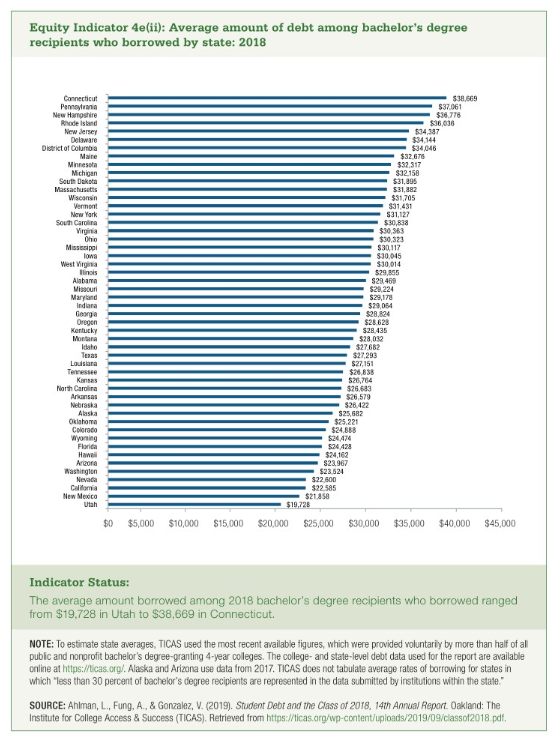 Equity Indicator 4e(ii): Average amount of debt among bachelor's degree
recipients who borrowed by state: 2018
Connecticut $38,669
Pennsylvania $37,061
New Hampshire $36,776
Rhode Island $36,036
New Jersey $34,387
Delaware $34,144
District of Columbia $34,046
Maine $32,676
Minnesota $32,317
Michigan $32,158
South Dakota $31,895
Massachusetts $31,882
Wisconsin $31,705
Vermont $31,431
New York $31,127
South Carolina $30,838
Virginia $30,363
Ohio $30,323
Mississippi $30,117
Iowa $30,045
West Virginia $30,014
Illinois $29,855
Alabama $29,469
Missouri $29,224
Maryland $29,178
Indiana $29,064
Georgia $28,824
Oregon $28,628
Kentucky $28,435
Montana $28,032
Idaho $27,682
Texas $27,293
Louisiana $27,151
Tennessee $26,838
Kansas $26,764
North Carolina $26,683
Arkansas $26,579
Nebraska $26,422
Alaska $25,682
Oklahoma $25,221
Colorado $24,888
Wyoming $24,474
Florida $24,428
Hawaii $24,162
Arizona $23,967
Washington $23,524
Nevada $22,600
California $22,585
New Mexico $21,858
Utah $19,728
$0 $5,000 $10,000 $15,000 $20,000 $25,000 $30,000 $35,000 $40,000 $45,000
Indicator Status:
The average amount borrowed among 2018 bachelor's degree recipients who borrowed ranged
from $19,728 in Utah to $38,669 in Connecticut.
NOTE: To estimate state averages, TICAS used the most recent available figures, which were provided voluntarily by more than half of all
public and nonprofit bachelor's degree-granting 4-year colleges. The college- and state-level debt data used for the report are available
online at https://ticas.org/. Alaska and Arizona use data from 2017. TICAS does not tabulate average rates of borrowing for states in
which "less than 30 percent of bachelor's degree recipients are represented in the data submitted by institutions within the state."
SOURCE: Ahlman, L., Fung, A., & Gonzalez, V. (2019). Student Debt and the Class of 2018, 14th Annual Report. Oakland: The
Institute for College Access & Success (TICAS). Retrieved from https://ticas.org/wp-content/uploads/2019/09/classof2018.pdf.